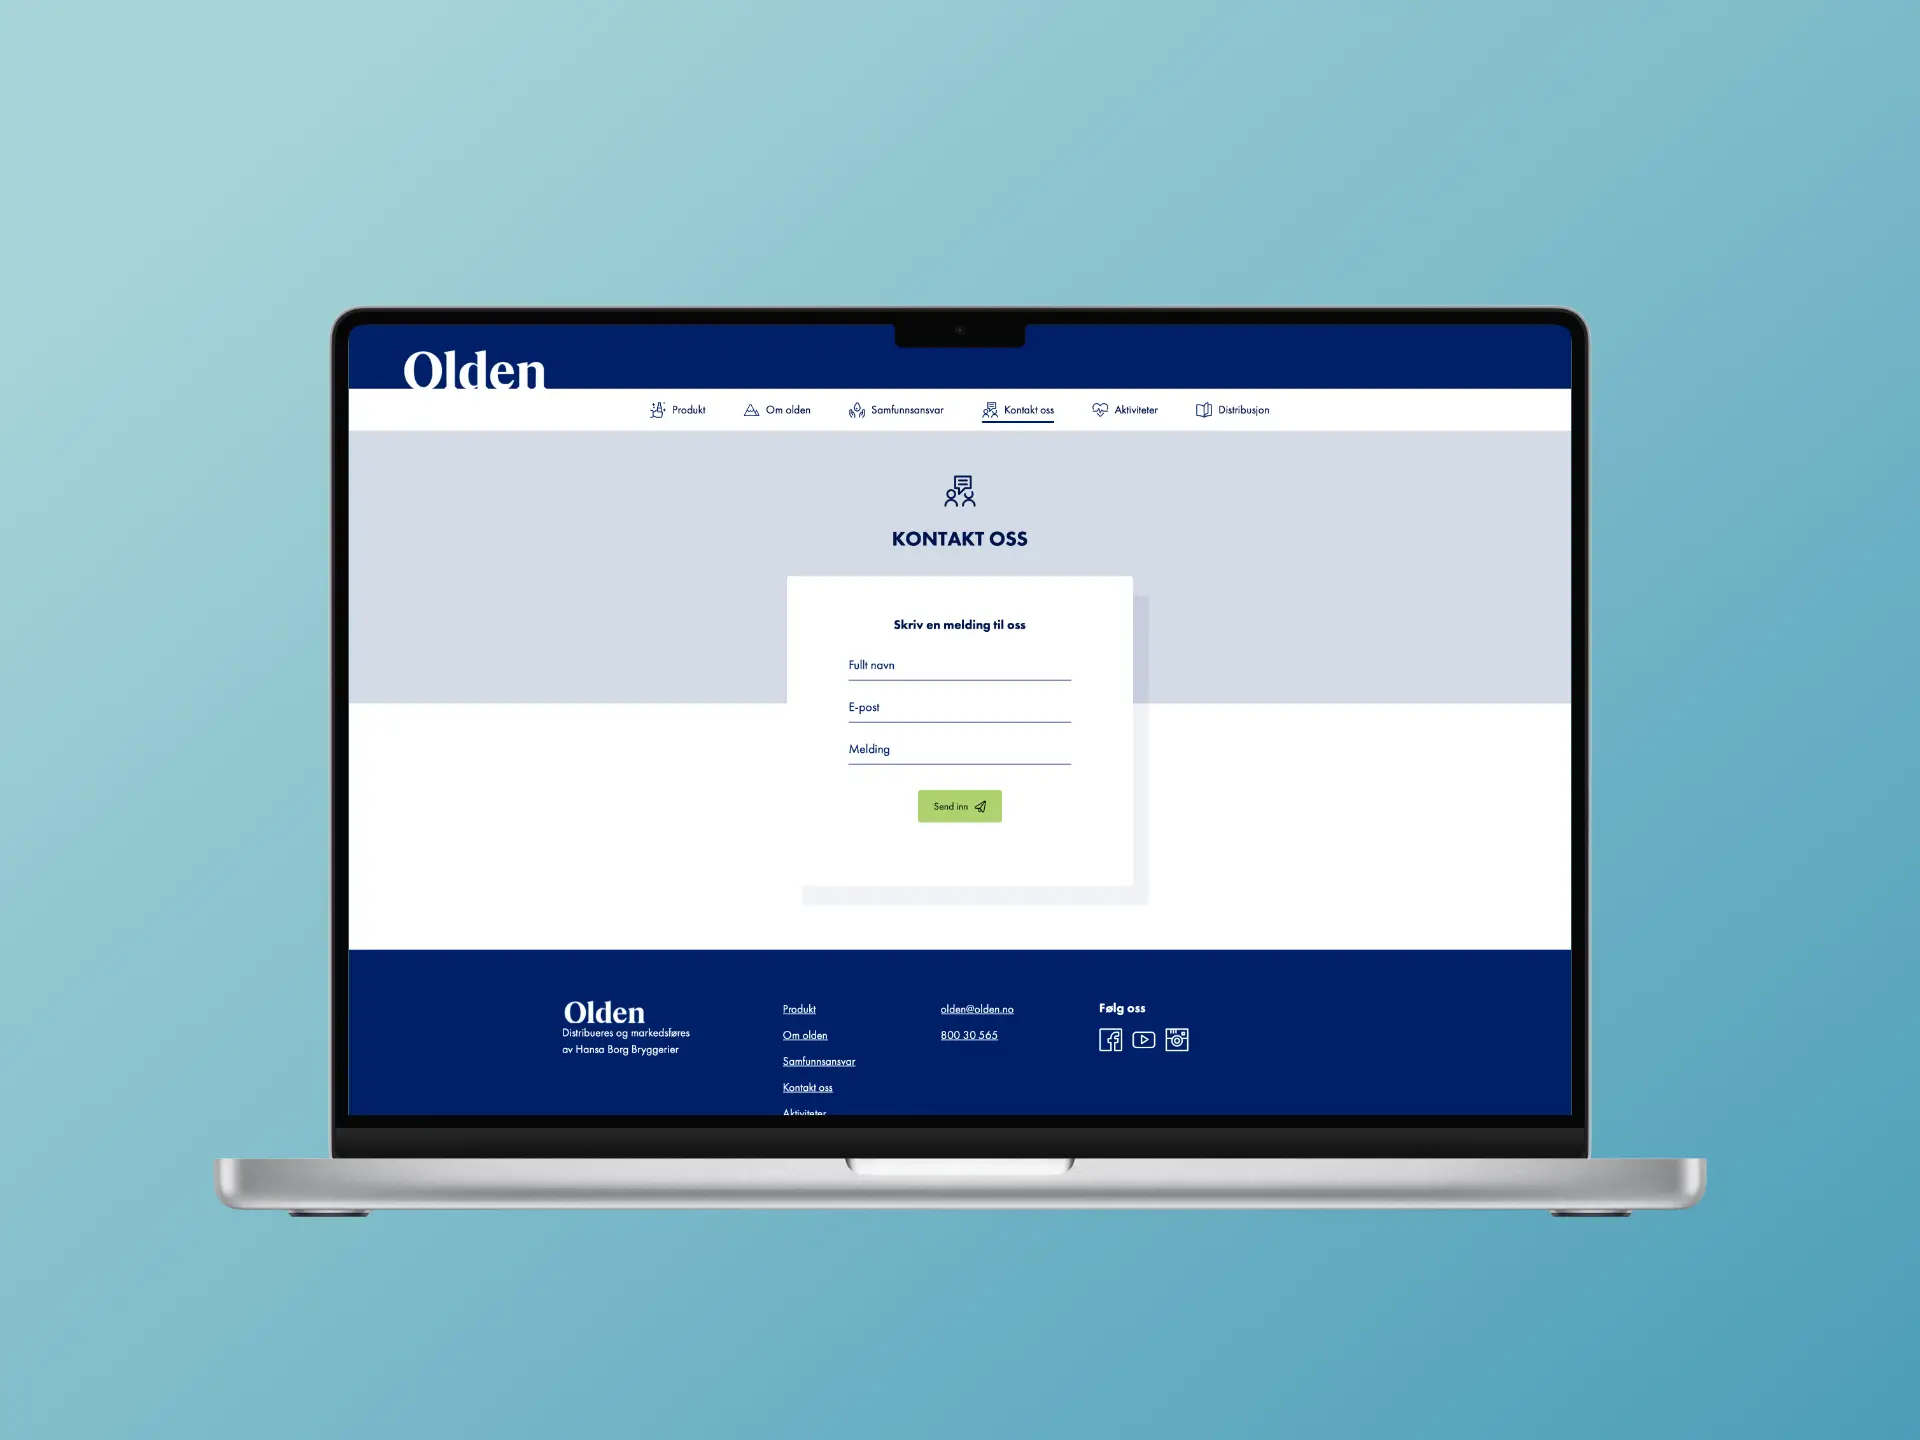 Olden
Produkt
Om olden
Samfunnsansvar
Kontakt oss
Aktiviteter
Distribusjon
KONTAKT OSS
Skriv en melding til oss
Fullt navn
E-post
Melding
Send inn
Olden
Distribueres og markedsføres
av Hansa Borg Bryggerier
Produkt
Om olden
Samfunnsansvar
Kontakt oss
Aktiviteter
olden@olden.no
800 30 565
Følg oss